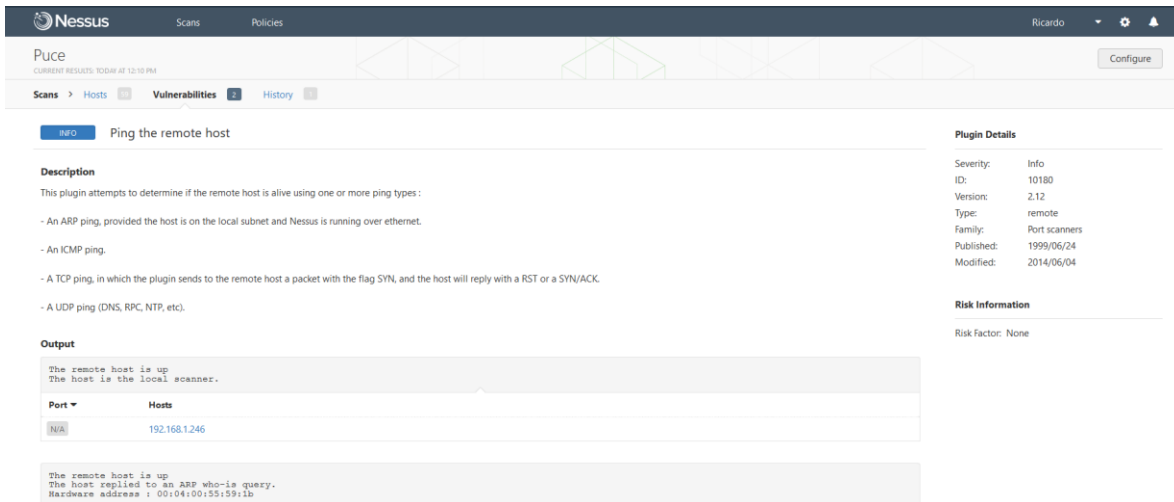 Nessus Scans Policies Ricardo
Puce
CURRENT RESULTS: TODAY AT 12:10 PM
Configure
Scans > Hosts Vulnerabilities 2 History
INFO Ping the remote host
Description
This plugin attempts to determine if the remote host is alive using one or more ping types :
- An ARP ping, provided the host is on the local subnet and Nessus is running over ethernet.
- An ICMP ping.
- A TCP ping, in which the plugin sends to the remote host a packet with the flag SYN, and the host will reply with a RST or a SYN/ACK.
- A UDP ping (DNS, RPC, NTP, etc).
Output
The remote host is up
The host is the local scanner.
Port Hosts
N/A 192.168.1.246
The remote host is up
The host replied to an ARP who-is query.
Hardware address : 00:04:00:55:59:1b
Plugin Details
Severity: Info
ID: 10180
Version: 2.12
Type: remote
Family: Port scanners
Published: 1999/06/24
Modified: 2014/06/04
Risk Information
Risk Factor: None